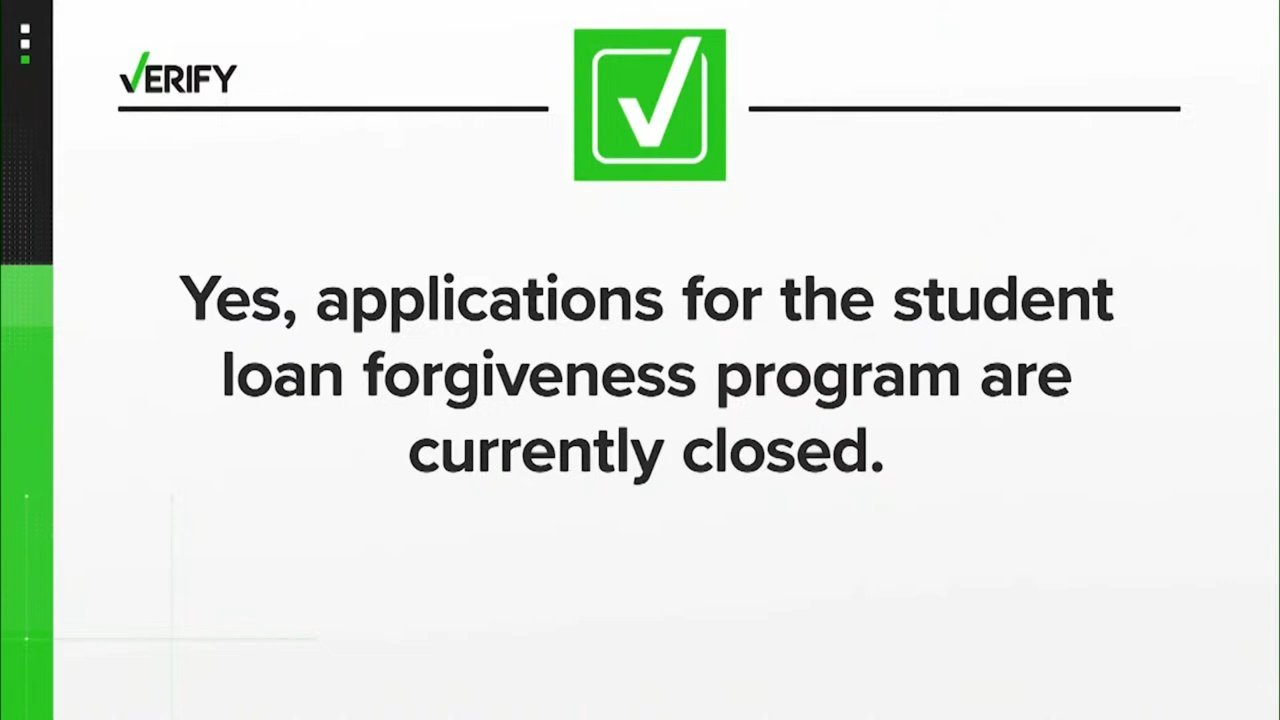 VERIFY
Yes, applications for the student
loan forgiveness program are
currently closed.